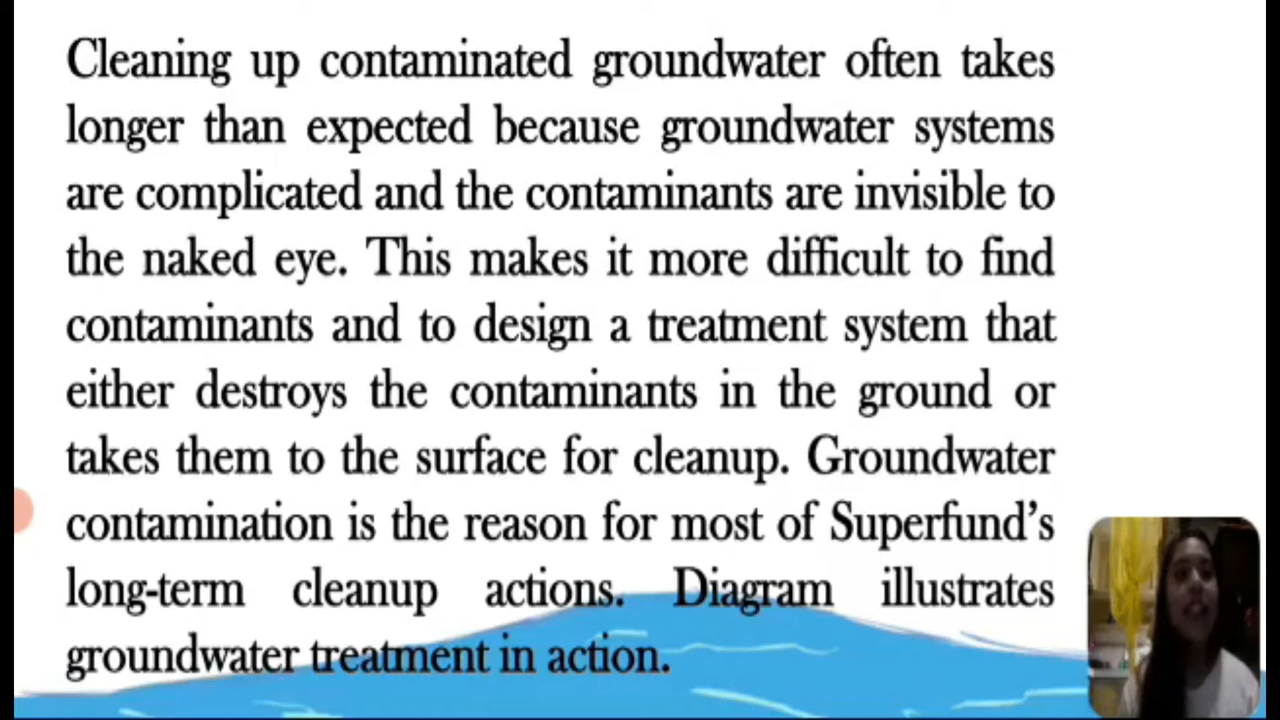 Cleaning up contaminated groundwater often takes
longer than expected because groundwater systems
are complicated and the contaminants are invisible to
the naked eye. This makes it more difficult to find
contaminants and to design a treatment system that
either destroys the contaminants in the ground or
takes them to the surface for cleanup. Groundwater
contamination is the reason for most of Superfund's
long-term cleanup actions. Diagram illustrates
groundwater treatment in action.